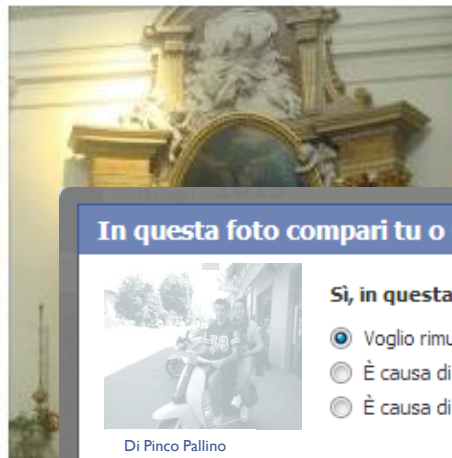 In questa foto compari tu o
Sì, in questa
Voglio rimu
È causa di
È causa di
Di Pinco Pallino